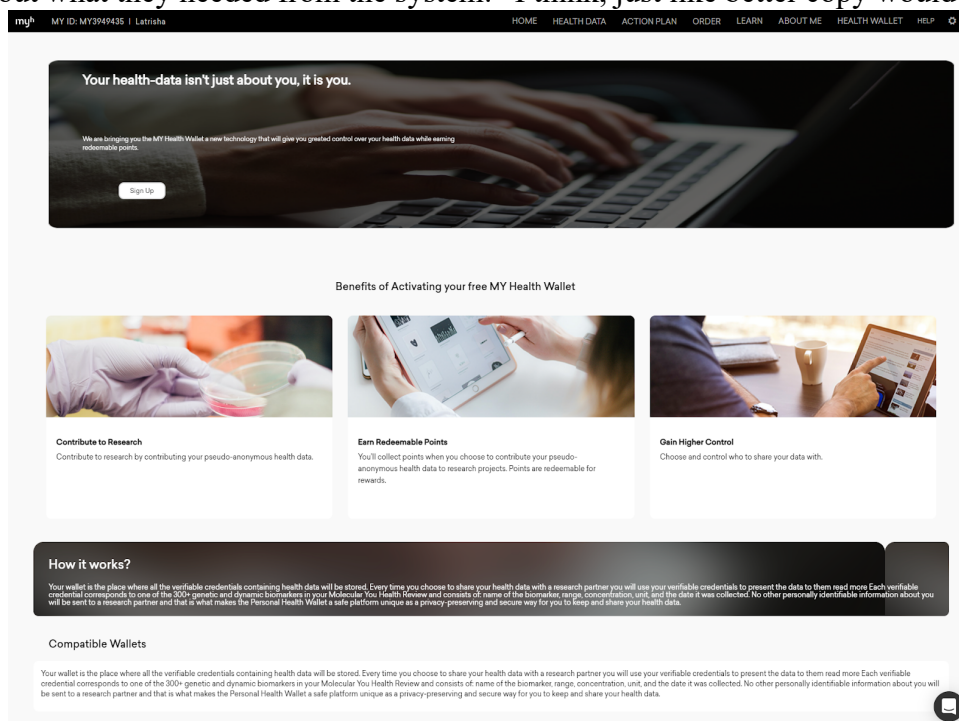 out what they needed from the system. "I think, just like better copy would
myh MY ID: MY3949435 | Latrisha HOME HEALTH DATA ACTION PLAN ORDER LEARN ABOUT ME HEALTH WALLET HELP
Your health-data isn't just about you, it is you.
We are bringing you the MY Health Wallet a new technology that will give you greated control over your health data while earning
redeemable points.
Sign Up
Benefits of Activating your free MY Health Wallet
Contribute to Research
Contribute to research by contributing your pseudo-anonymous health data.
Earn Redeemable Points
You'll collect points when you choose to contribute your pseudo-
anonymous health data to research projects. Points are redeemable for
rewards.
Gain Higher Control
Choose and control who to share your data with.
How it works?
Your wallet is the place where all the verifiable credentials containing health data will be stored. Every time you choose to share your health data with a research partner you will use your verifiable credentials to present the data to them read more Each verifiable
credential corresponds to one of the 300+ genetic and dynamic biomarkers in your Molecular You Health Review and consists of: name of the biomarker, range, concentration, unit, and the date it was collected. No other personally identifiable information about you
will be sent to a research partner and that is what makes the Personal Health Wallet a safe platform unique as a privacy-preserving and secure way for you to keep and share your health data.
Compatible Wallets
Your wallet is the place where all the verifiable credentials containing health data will be stored. Every time you choose to share your health data with a research partner you will use your verifiable credentials to present the data to them read more Each verifiable
credential corresponds to one of the 300+ genetic and dynamic biomarkers in your Molecular You Health Review and consists of: name of the biomarker, range, concentration, unit, and the date it was collected. No other personally identifiable information about you will
be sent to a research partner and that is what makes the Personal Health Wallet a safe platform unique as a privacy-preserving and secure way for you to keep and share your health data.